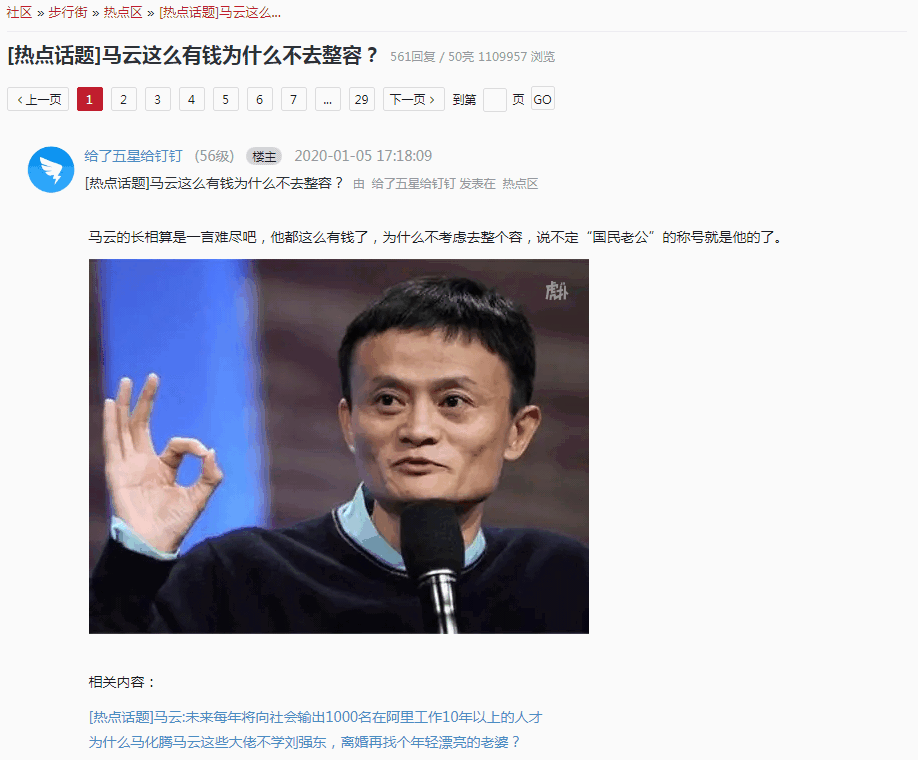 社区 » 步行街 » 热点区 » [热点话题]马云这么...
[热点话题]马云这么有钱为什么不去整容？ 561回复 / 50亮 1109957 浏览
上一页 1 2 3 4 5 6 7 ... 29 下一页 到第 页 GO
给了五星给钉钉 (56级) 楼主 2020-01-05 17:18:09
[热点话题]马云这么有钱为什么不去整容？ 由 给了五星给钉钉 发表在 热点区
马云的长相算是一言难尽吧，他都这么有钱了，为什么不考虑去整个容，说不定“国民老公”的称号就是他的了。
虎扑
相关内容：
[热点话题]马云:未来每年将向社会输出1000名在阿里工作10年以上的人才
为什么马化腾马云这些大佬不学刘强东，离婚再找个年轻漂亮的老婆？